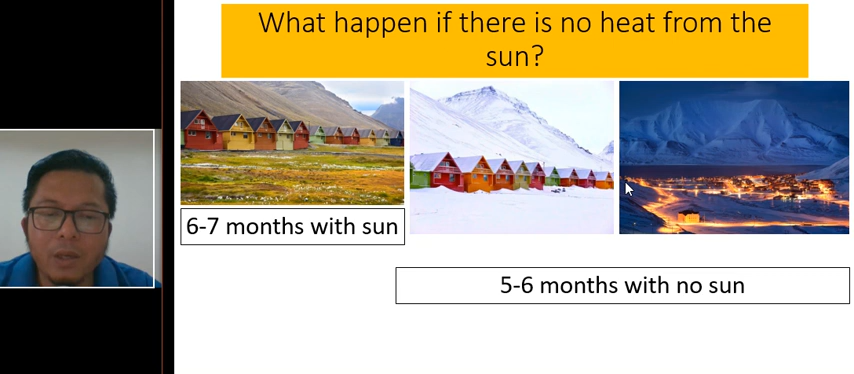 What happen if there is no heat from the
sun?
6-7 months with sun
5-6 months with no sun